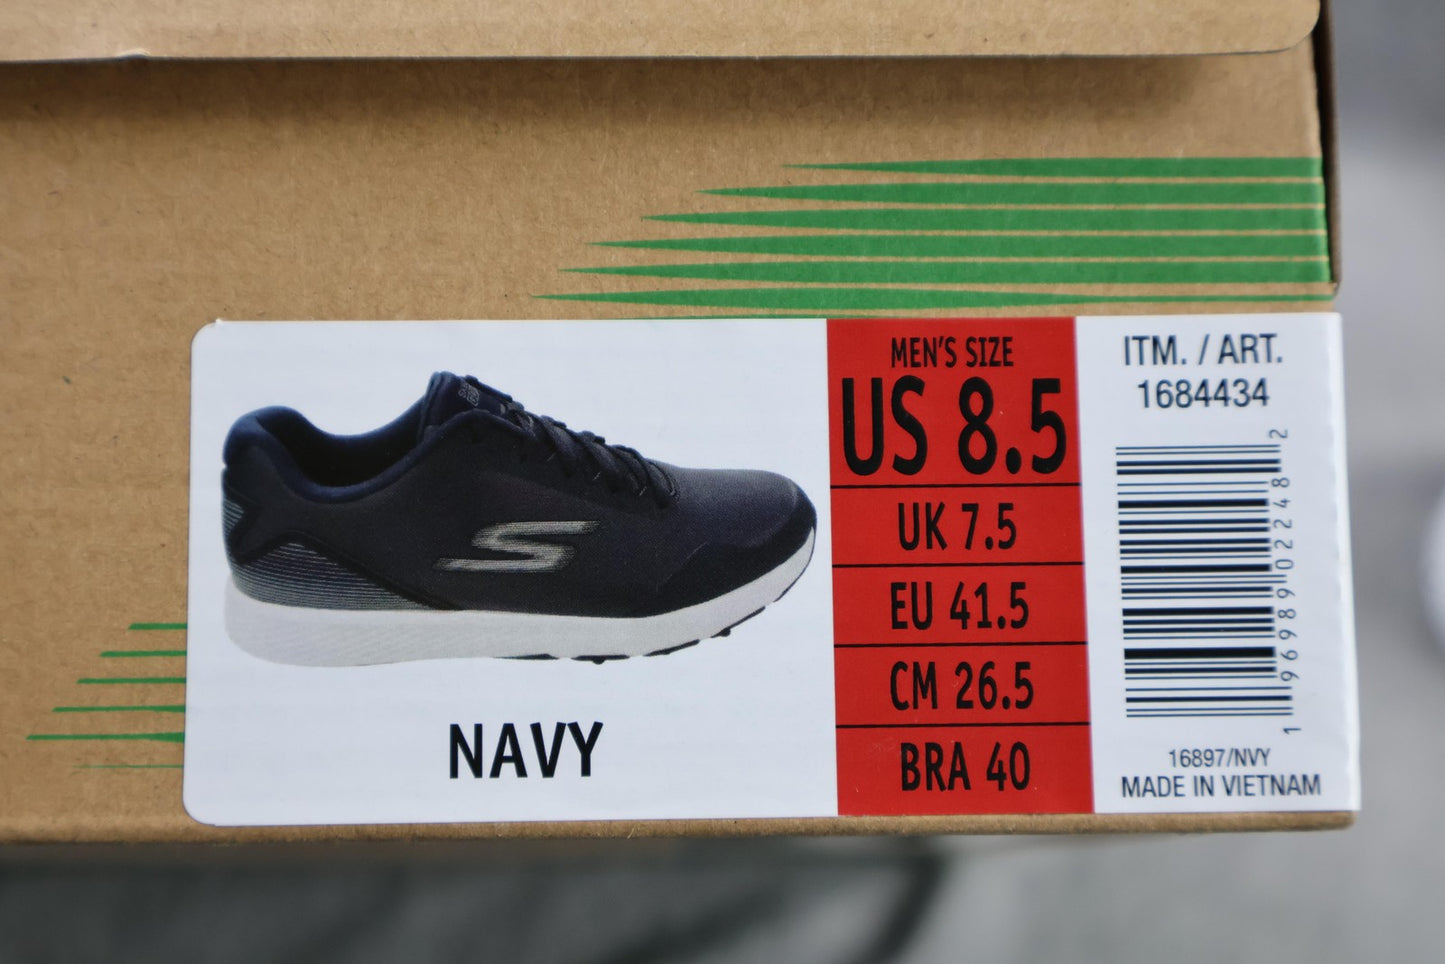 NAVY
MEN'S SIZE
US 8.5
UK 7.5
EU 41.5
CM 26.5
BRA 40
ITM. / ART.
1684434
1 96989 02248 2
16897/NVY
MADE IN VIETNAM